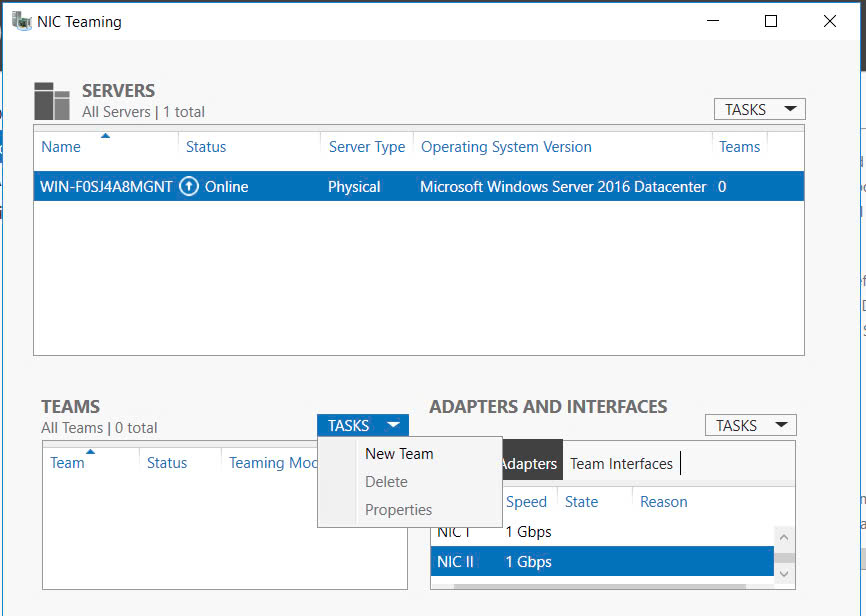 NIC Teaming
SERVERS
All Servers | 1 total
TASKS
Name Status Server Type Operating System Version Teams
WIN-F0SJ4A8MGNT Online Physical Microsoft Windows Server 2016 Datacenter 0
TEAMS
All Teams | 0 total
TASKS
Team Status Teaming Moc
New Team
Delete
Properties
ADAPTERS AND INTERFACES
TASKS
Adapters Team Interfaces
Speed State Reason
NIC I 1 Gbps
NIC II 1 Gbps